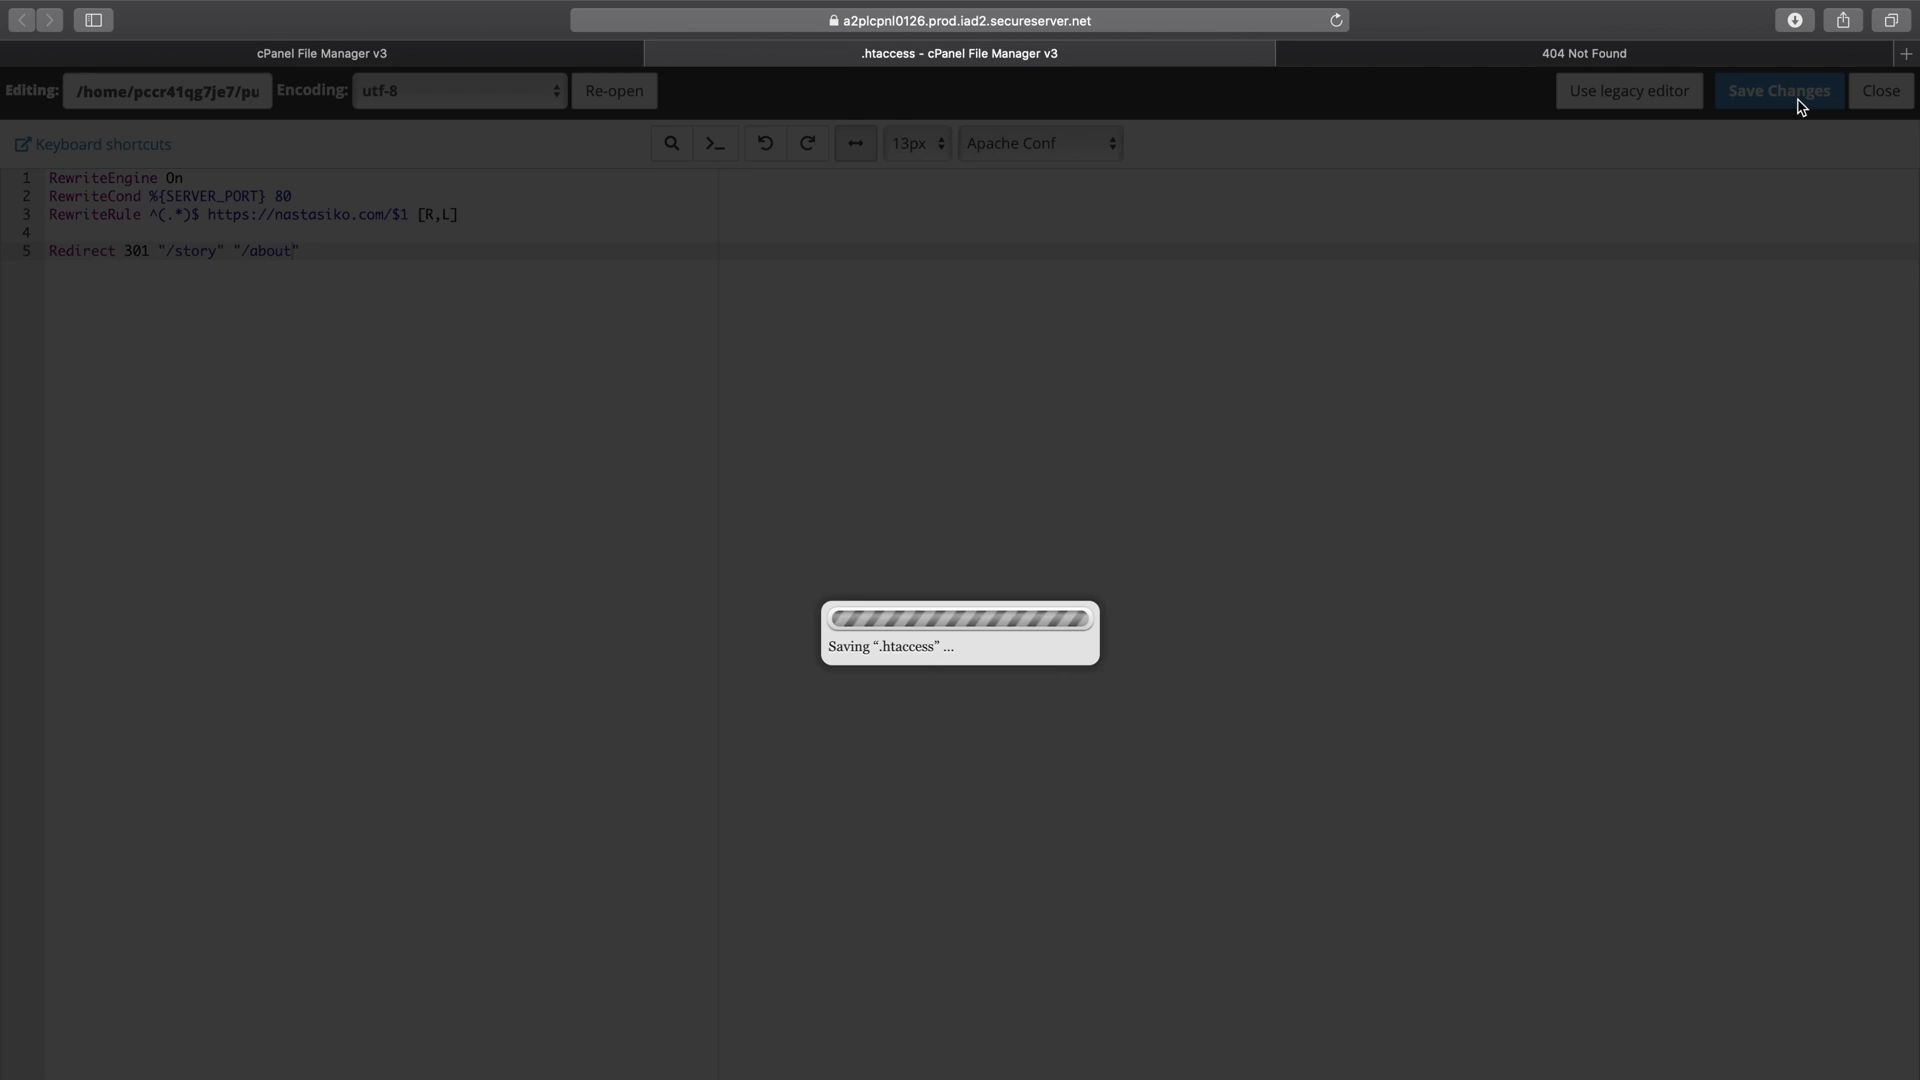 a2plcpnl0126.prod.iad2.secureserver.net
cPanel File Manager v3
.htaccess - cPanel File Manager v3
404 Not Found
Editing: /home/pccr41qg7je7/pu Encoding: utf-8 Re-open Use legacy editor Save Changes Close
Keyboard shortcuts 13px Apache Conf
1 RewriteEngine On
2 RewriteCond %{SERVER_PORT} 80
3 RewriteRule ^(.*)$ https://nastasiko.com/$1 [R,L]
4
5 Redirect 301 "/story" "/about"
Saving “.htaccess” ...